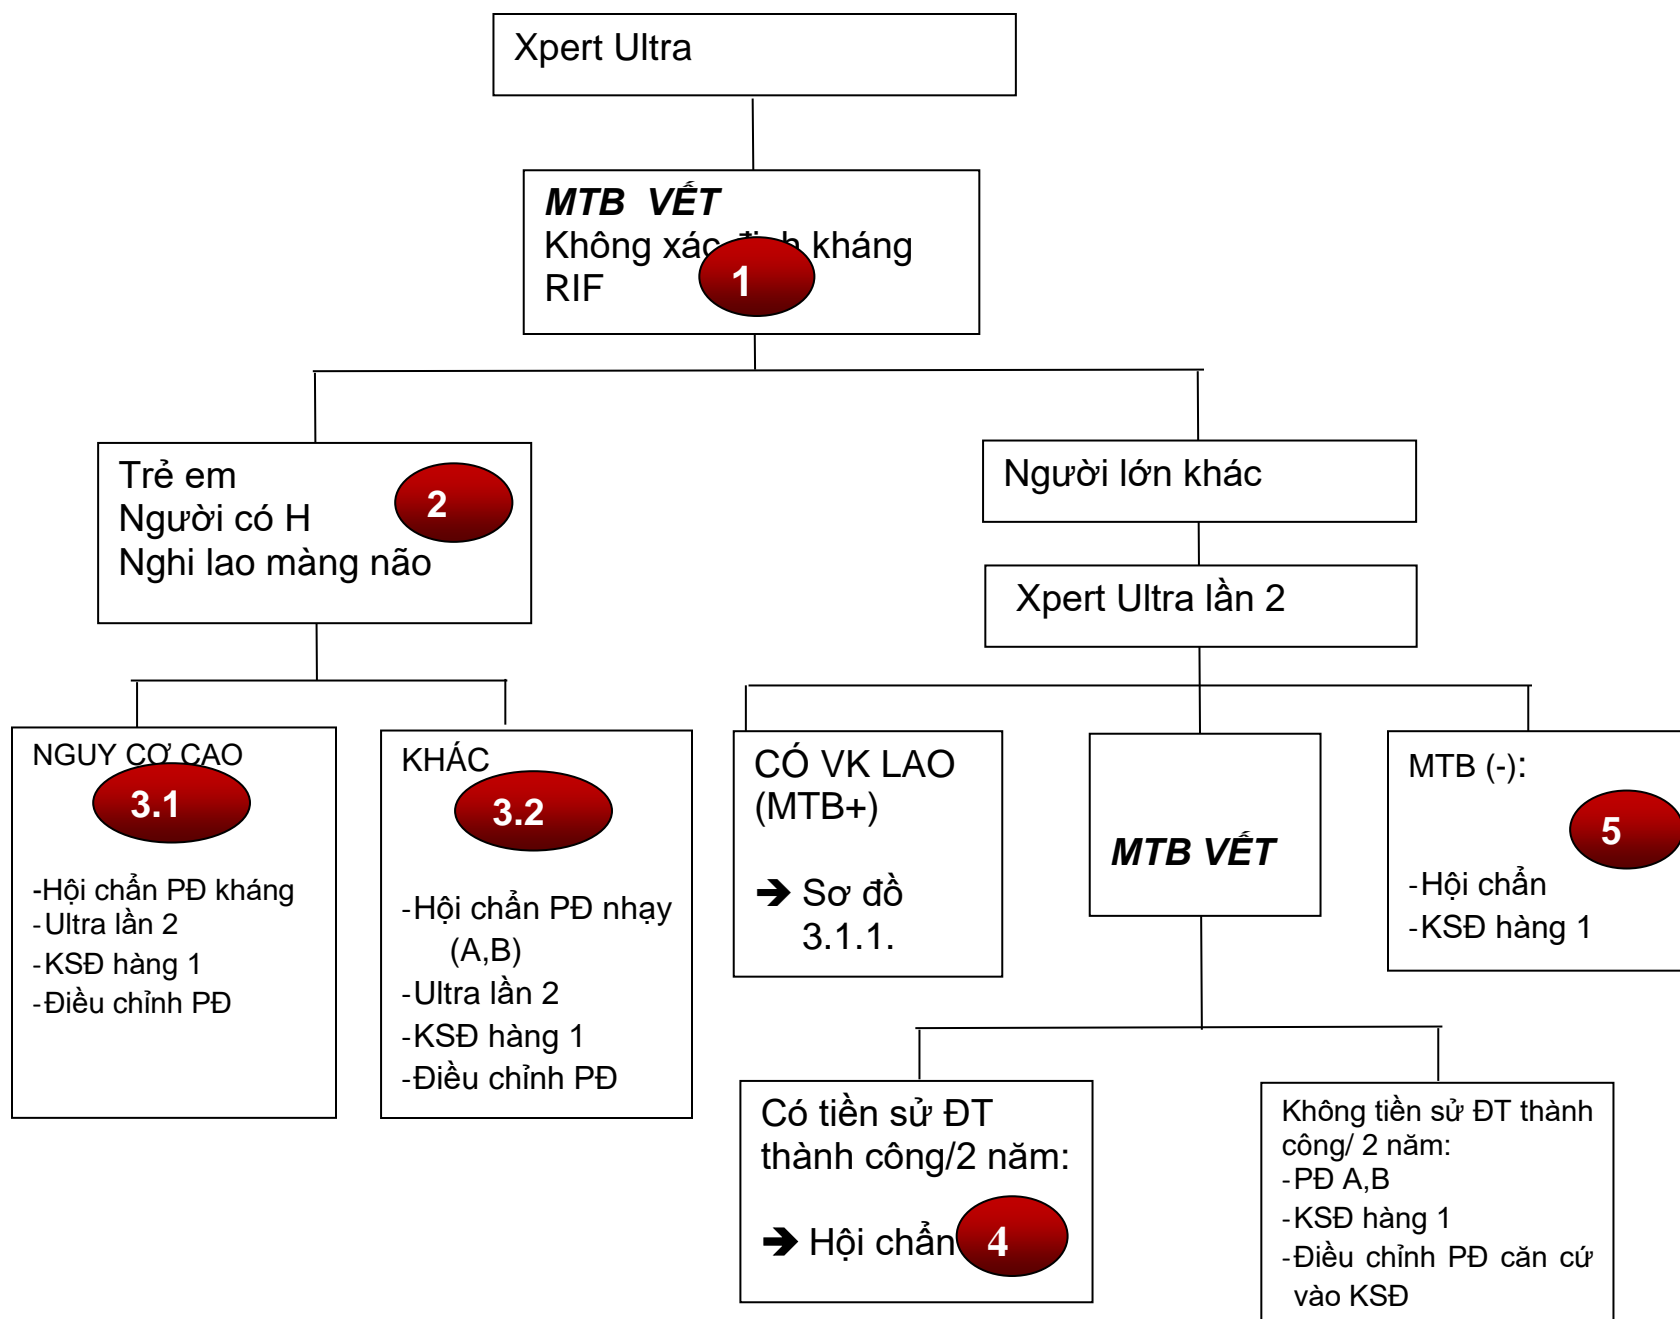 Xpert Ultra
MTB VẾT
Không xác định kháng
RIF
1
Trẻ em
Người có H
Nghi lao màng não
2
Người lớn khác
Xpert Ultra lần 2
NGUY CƠ CAO
3.1
-Hội chẩn PĐ kháng
-Ultra lần 2
-KSĐ hàng 1
-Điều chỉnh PĐ
KHÁC
3.2
-Hội chẩn PĐ nhạy
(A,B)
-Ultra lần 2
-KSĐ hàng 1
-Điều chỉnh PĐ
CÓ VK LAO
(MTB+)
➔ Sơ đồ
3.1.1.
MTB VẾT
MTB (-):
5
-Hội chẩn
-KSĐ hàng 1
Có tiền sử ĐT
thành công/2 năm:
➔ Hội chẩn
4
Không tiền sử ĐT thành
công/ 2 năm:
-PĐ A,B
-KSĐ hàng 1
-Điều chỉnh PĐ căn cứ
vào KSĐ